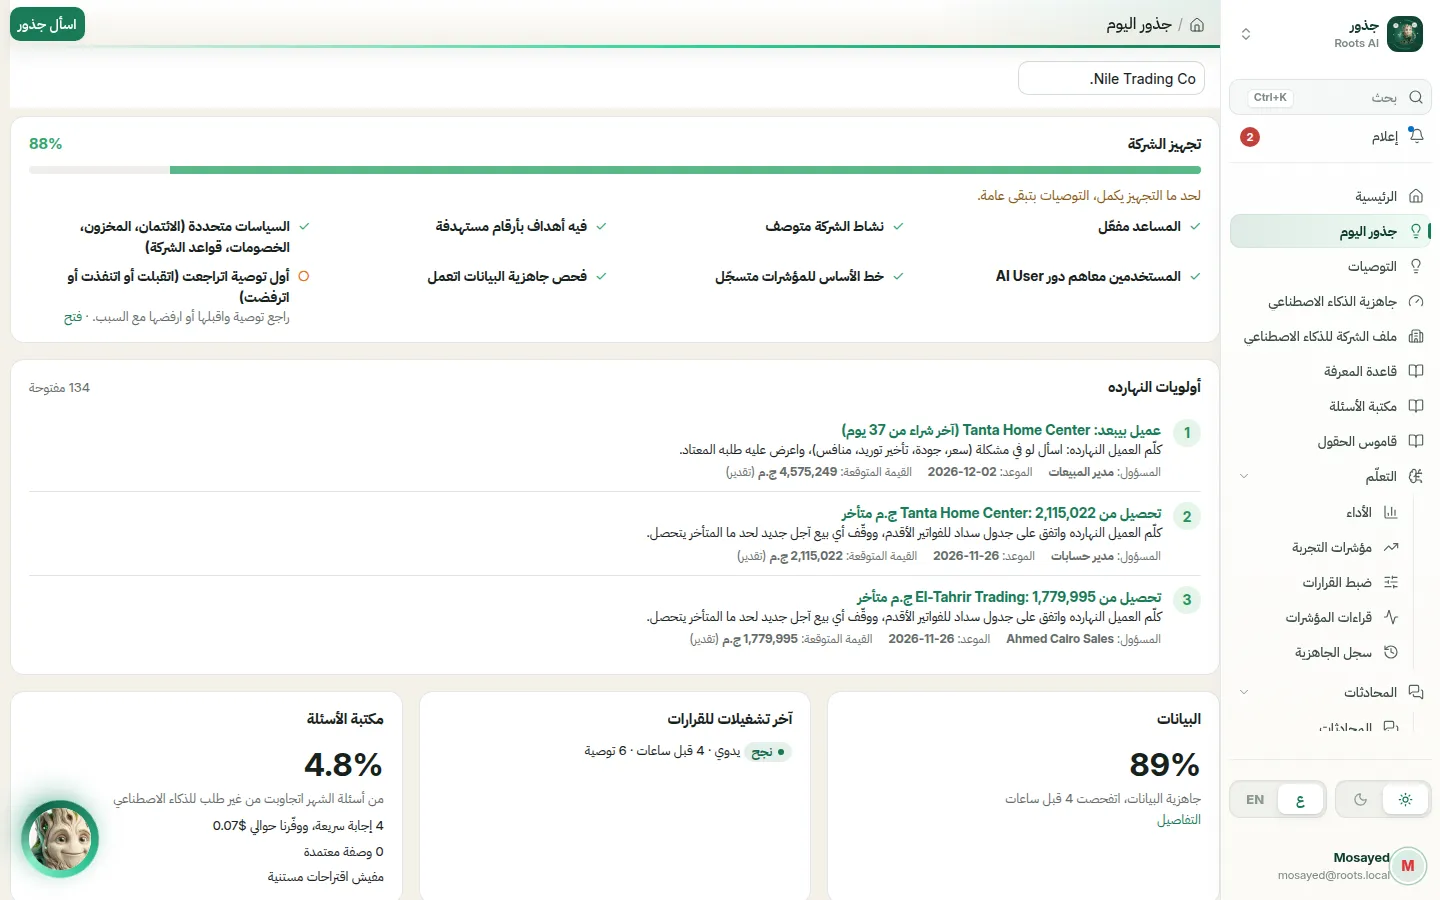 جذور
Roots AI
بحث
Ctrl+K
إعلام
2
الرئيسية
جذور اليوم
التوصيات
جاهزية الذكاء الاصطناعي
ملف الشركة للذكاء الاصطناعي
قاعدة المعرفة
مكتبة الأسئلة
قاموس الحقول
التعلّم
الأداء
مؤشرات التجربة
ضبط القرارات
قراءات المؤشرات
سجل الجاهزية
المحادثات
المحادثات
ع
EN
Mosayed
mosayed@roots.local
M
جذور اليوم /
اسأل جذور
Nile Trading Co.
تجهيز الشركة
88%
لحد ما التجهيز يكمل، التوصيات بتبقى عامة.
المساعد مفعّل
نشاط الشركة متوصف
فيه أهداف بأرقام مستهدفة
السياسات متحددة (الائتمان، المخزون،
الخصومات، قواعد الشركة)
المستخدمين معاهم دور AI User
خط الأساس للمؤشرات متسجّل
فحص جاهزية البيانات اتعمل
أول توصية اتراجعت (اتقبلت أو اتنفذت أو
اترفضت)
راجع توصية واقبلها أو ارفضها مع السبب. · فتح
أولويات النهارده
134 مفتوحة
1
عميل بيبعد: Tanta Home Center (آخر شراء من 37 يوم)
كلّم العميل النهارده: اسأل لو في مشكلة (سعر، جودة، تأخير توريد، منافس)، واعرض عليه طلبه المعتاد.
المسؤول: مدير المبيعات الموعد: 02-12-2026 القيمة المتوقعة: 4,575,249 ج.م (تقدير)
2
تحصيل من Tanta Home Center: 2,115,022 ج.م متأخر
كلّم العميل النهارده واتفق على جدول سداد للفواتير الأقدم، ووقّف أي بيع آجل جديد لحد ما المتأخر يتحصل.
المسؤول: مدير حسابات الموعد: 26-11-2026 القيمة المتوقعة: 2,115,022 ج.م (تقدير)
3
تحصيل من El-Tahrir Trading: 1,779,995 ج.م متأخر
كلّم العميل النهارده واتفق على جدول سداد للفواتير الأقدم، ووقّف أي بيع آجل جديد لحد ما المتأخر يتحصل.
المسؤول: Ahmed Cairo Sales الموعد: 26-11-2026 القيمة المتوقعة: 1,779,995 ج.م (تقدير)
البيانات
89%
جاهزية البيانات، اتفحصت 4 قبل ساعات
التفاصيل
آخر تشغيلات للقرارات
نجح يدوي · 4 قبل ساعات · 6 توصية
مكتبة الأسئلة
4.8%
من أسئلة الشهر اتجاوبت من غير طلب للذكاء الاصطناعي
4 إجابة سريعة، ووفّرنا حوالي $0.07
0 وصفة معتمدة
مفيش اقتراحات مستنية